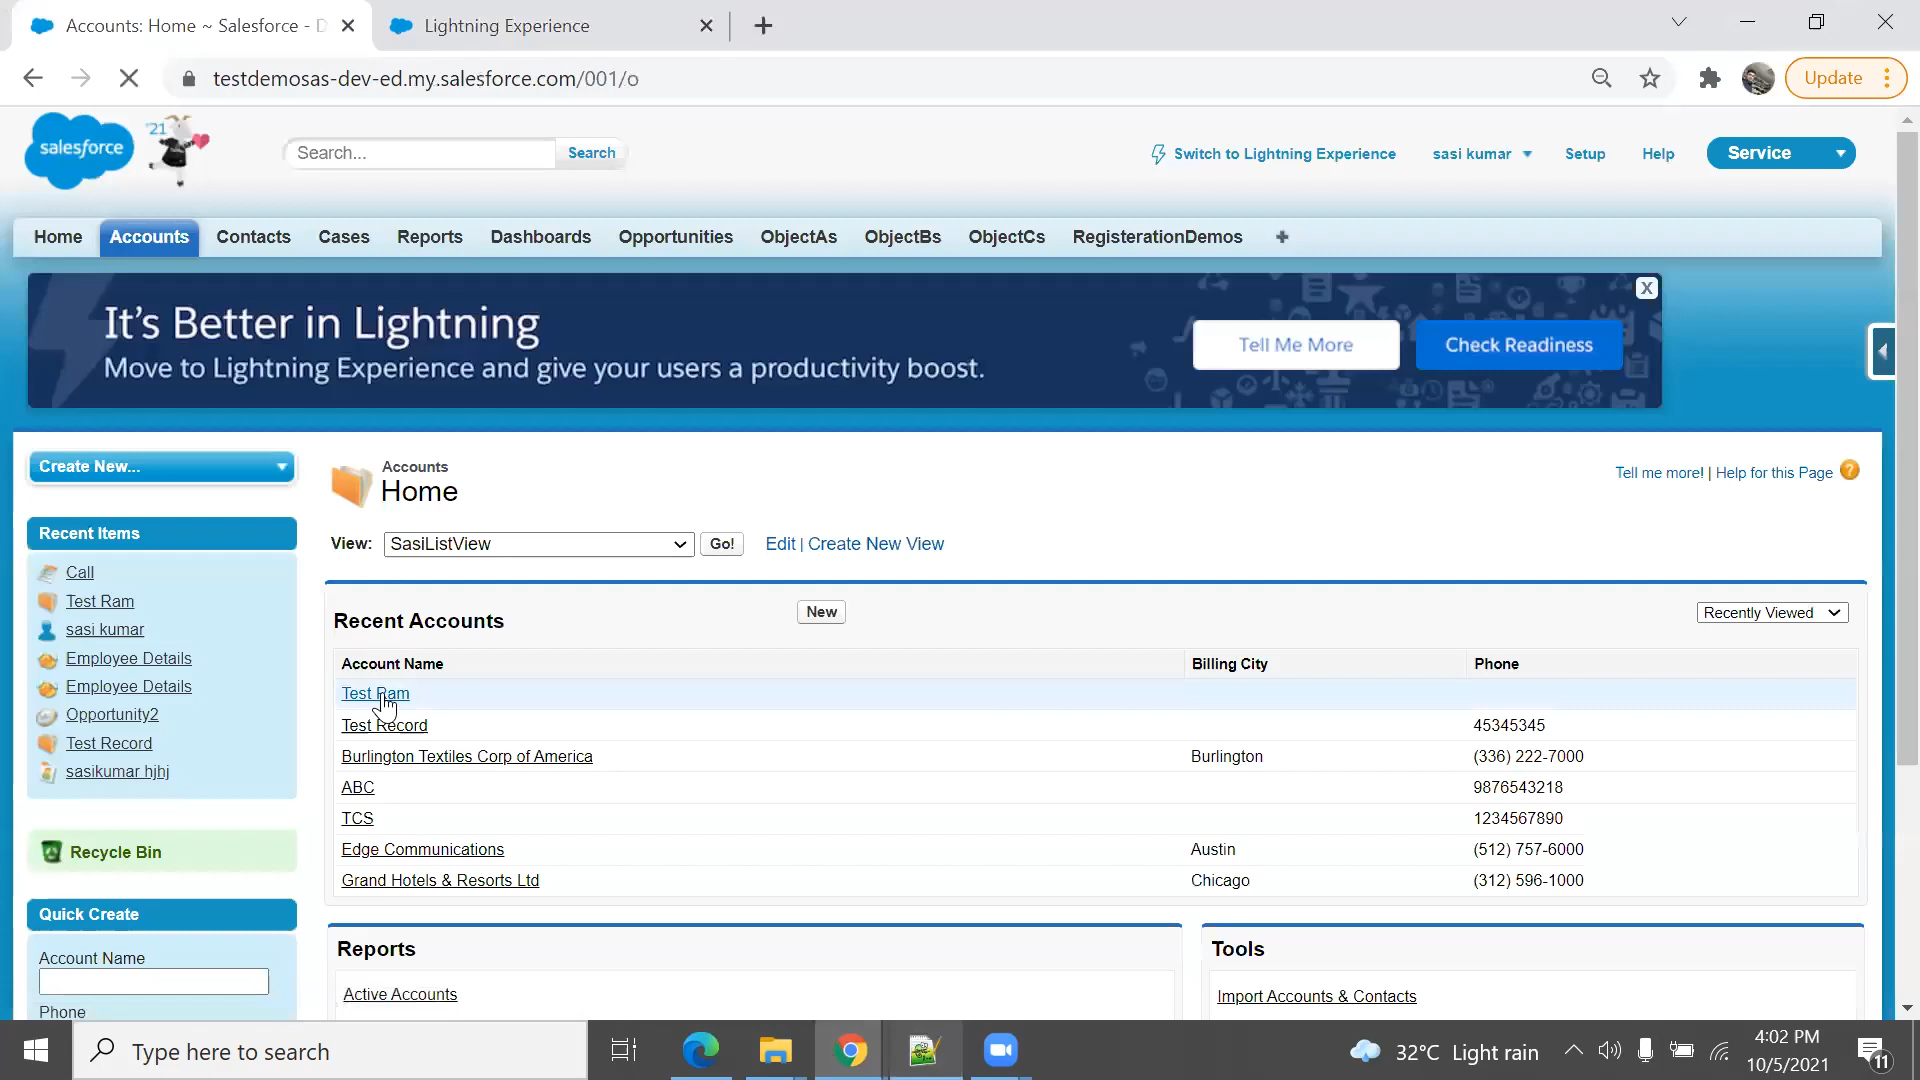 Accounts: Home ~ Salesforce - D
Lightning Experience
testdemosas-dev-ed.my.salesforce.com/001/o
Update
salesforce
'21
Search...
Search
Switch to Lightning Experience
sasi kumar
Setup
Help
Service
Home
Accounts
Contacts
Cases
Reports
Dashboards
Opportunities
ObjectAs
ObjectBs
ObjectCs
RegisterationDemos
It's Better in Lightning
Move to Lightning Experience and give your users a productivity boost.
Tell Me More
Check Readiness
X
Create New...
Recent Items
Call
Test Ram
sasi kumar
Employee Details
Employee Details
Opportunity2
Test Record
sasikumar hjhj
Recycle Bin
Quick Create
Account Name
Phone
Accounts
Home
Tell me more! | Help for this Page ?
View: SasiListView Go! Edit | Create New View
Recent Accounts
New
Recently Viewed
Account Name Billing City Phone
Test Ram
Test Record 45345345
Burlington Textiles Corp of America Burlington (336) 222-7000
ABC 9876543218
TCS 1234567890
Edge Communications Austin (512) 757-6000
Grand Hotels & Resorts Ltd Chicago (312) 596-1000
Reports
Active Accounts
Tools
Import Accounts & Contacts
Type here to search
32°C Light rain
4:02 PM
10/5/2021
11